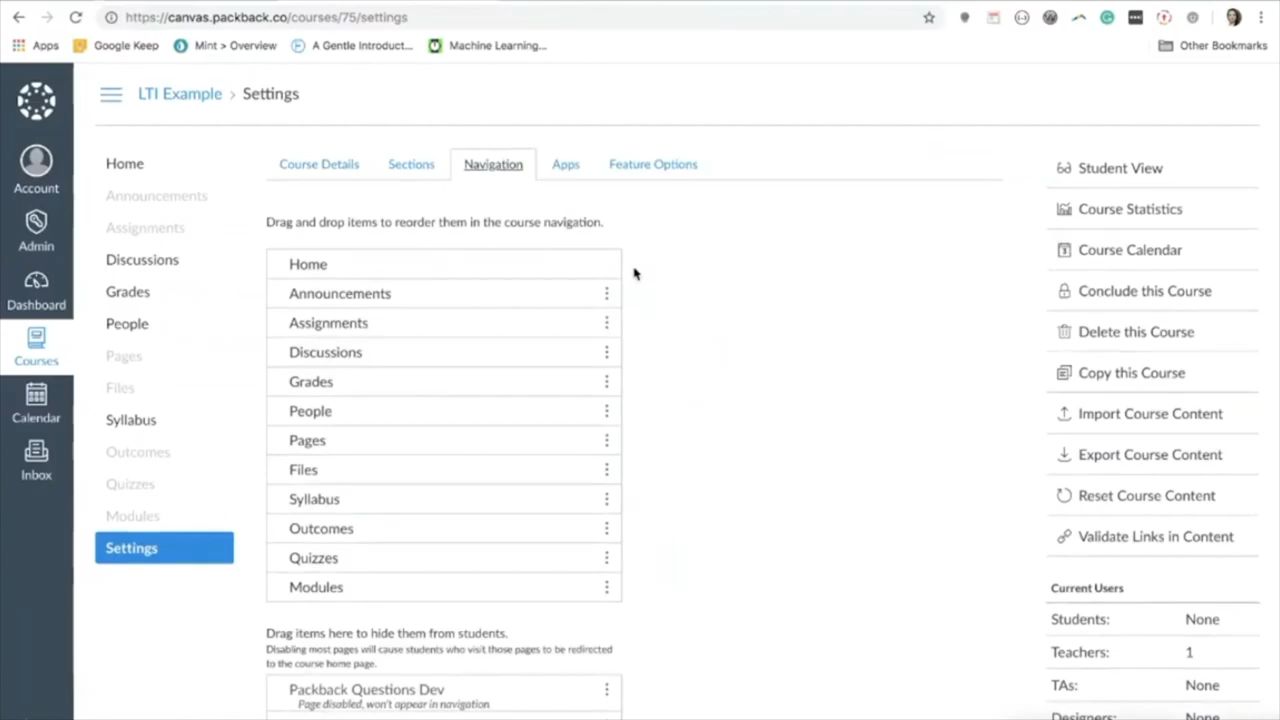 https://canvas.packback.co/courses/75/settings
Apps
Google Keep
Mint > Overview
A Gentle Introduct...
Machine Learning...
Other Bookmarks
LTI Example > Settings
Account
Admin
Dashboard
Courses
Calendar
Inbox
Home
Announcements
Assignments
Discussions
Grades
People
Pages
Files
Syllabus
Outcomes
Quizzes
Modules
Settings
Course Details
Sections
Navigation
Apps
Feature Options
Drag and drop items to reorder them in the course navigation.
Home
Announcements
Assignments
Discussions
Grades
People
Pages
Files
Syllabus
Outcomes
Quizzes
Modules
Drag items here to hide them from students.
Disabling most pages will cause students who visit those pages to be redirected
to the course home page.
Packback Questions Dev
Page disabled, won't appear in navigation
Student View
Course Statistics
Course Calendar
Conclude this Course
Delete this Course
Copy this Course
Import Course Content
Export Course Content
Reset Course Content
Validate Links in Content
Current Users
Students: None
Teachers: 1
TAs: None
Designers: None